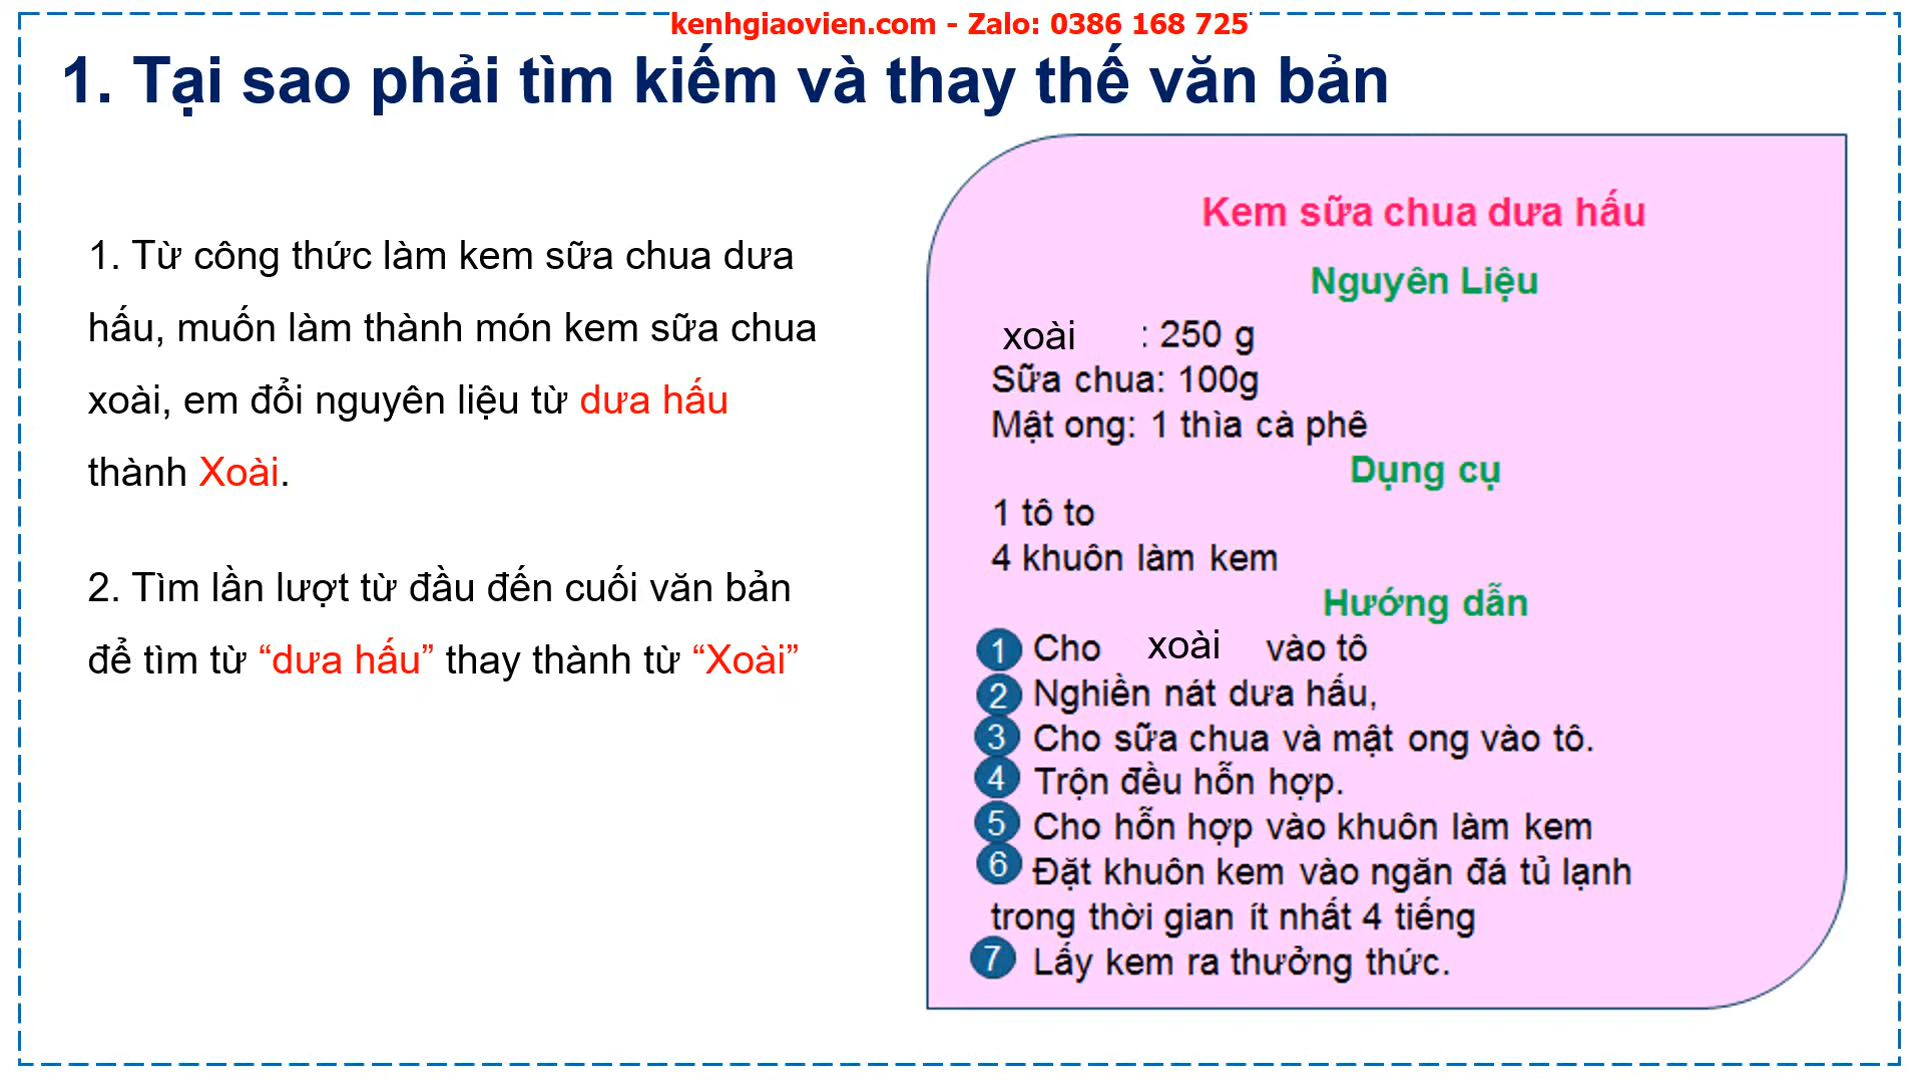 kenhgiaovien.com - Zalo: 0386 168 725
1. Tại sao phải tìm kiếm và thay thế văn bản
1. Từ công thức làm kem sữa chua dưa
hấu, muốn làm thành món kem sữa chua
xoài, em đổi nguyên liệu từ dưa hấu
thành Xoài.
2. Tìm lần lượt từ đầu đến cuối văn bản
để tìm từ “dưa hấu” thay thành từ “Xoài”
Kem sữa chua dưa hấu
Nguyên Liệu
xoài : 250 g
Sữa chua: 100g
Mật ong: 1 thìa cà phê
Dụng cụ
1 tô to
4 khuôn làm kem
Hướng dẫn
1 Cho xoài vào tô
2 Nghiền nát dưa hấu,
3 Cho sữa chua và mật ong vào tô.
4 Trộn đều hỗn hợp.
5 Cho hỗn hợp vào khuôn làm kem
6 Đặt khuôn kem vào ngăn đá tủ lạnh
trong thời gian ít nhất 4 tiếng
7 Lấy kem ra thưởng thức.